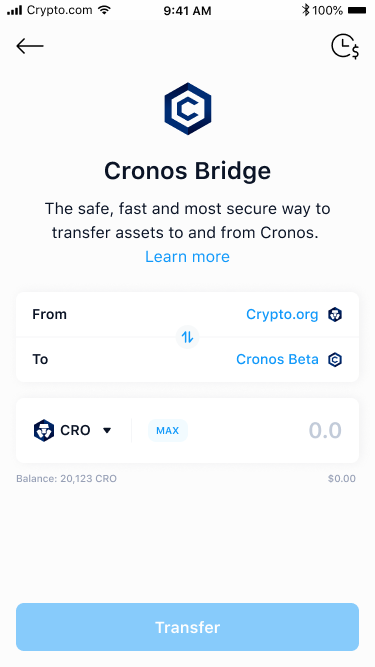 Crypto.com 9:41 AM 100%
Cronos Bridge
The safe, fast and most secure way to
transfer assets to and from Cronos.
Learn more
From Crypto.org
To Cronos Beta
CRO MAX 0.0
Balance: 20,123 CRO $0.00
Transfer